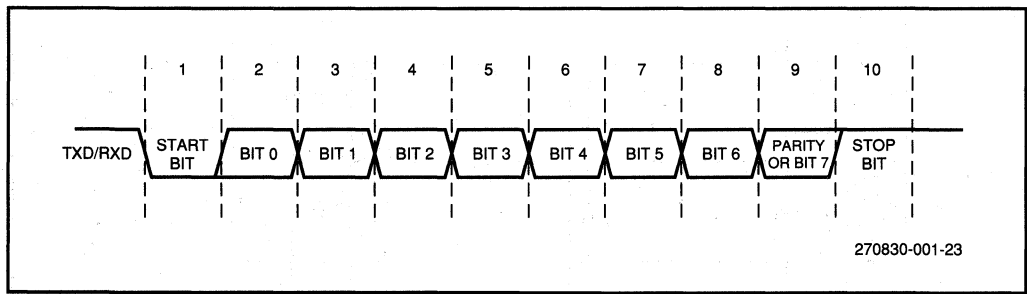 1 2 3 4 5 6 7 8 9 10
TXD/RXD START BIT BIT 0 BIT 1 BIT 2 BIT 3 BIT 4 BIT 5 BIT 6 PARITY OR BIT 7 STOP BIT
270830-001-23